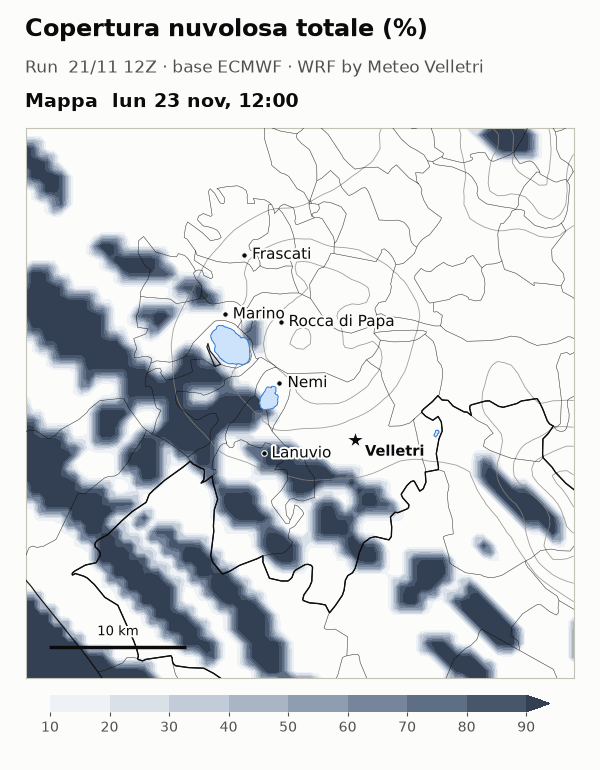 Copertura nuvolosa totale (%)
Run  21/11 12Z · base ECMWF · WRF by Meteo Velletri
Mappa  lun 23 nov, 12:00
Frascati
Marino
Rocca di Papa
Nemi
Velletri
Lanuvio
10 km
10 20 30 40 50 60 70 80 90